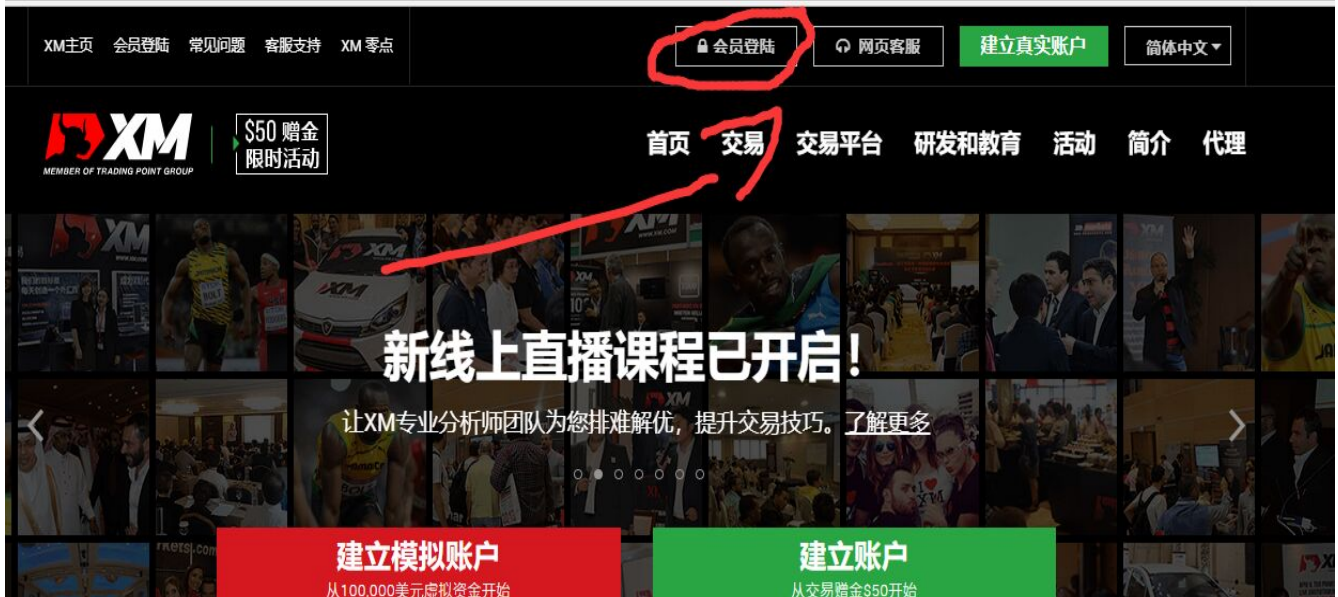 XM主页 会员登陆 常见问题 客服支持 XM 零点
会员登陆 网页客服 建立真实账户 简体中文
XM
MEMBER OF TRADING POINT GROUP
$50 赠金
限时活动
首页 交易 交易平台 研发和教育 活动 简介 代理
新线上直播课程已开启!
让XM专业分析师团队为您排难解优，提升交易技巧。了解更多
建立模拟账户
从100,000美元虚拟资金开始
建立账户
从交易赠金$50开始